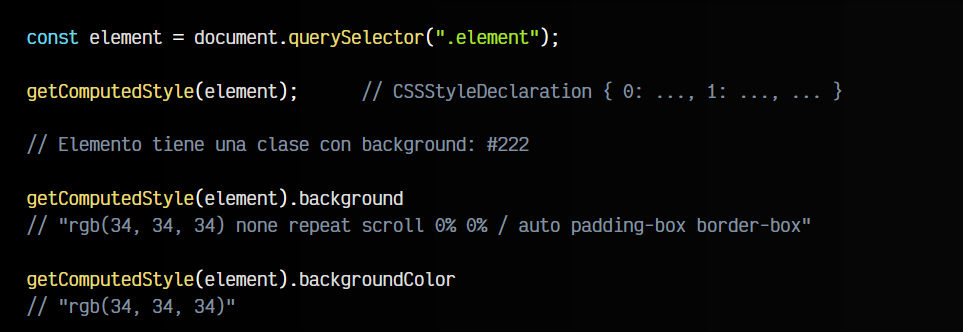 const element = document.querySelector(".element");
getComputedStyle(element);      // CSSStyleDeclaration { 0: ..., 1: ..., ... }
// Elemento tiene una clase con background: #222
getComputedStyle(element).background
// "rgb(34, 34, 34) none repeat scroll 0% 0% / auto padding-box border-box"
getComputedStyle(element).backgroundColor
// "rgb(34, 34, 34)"